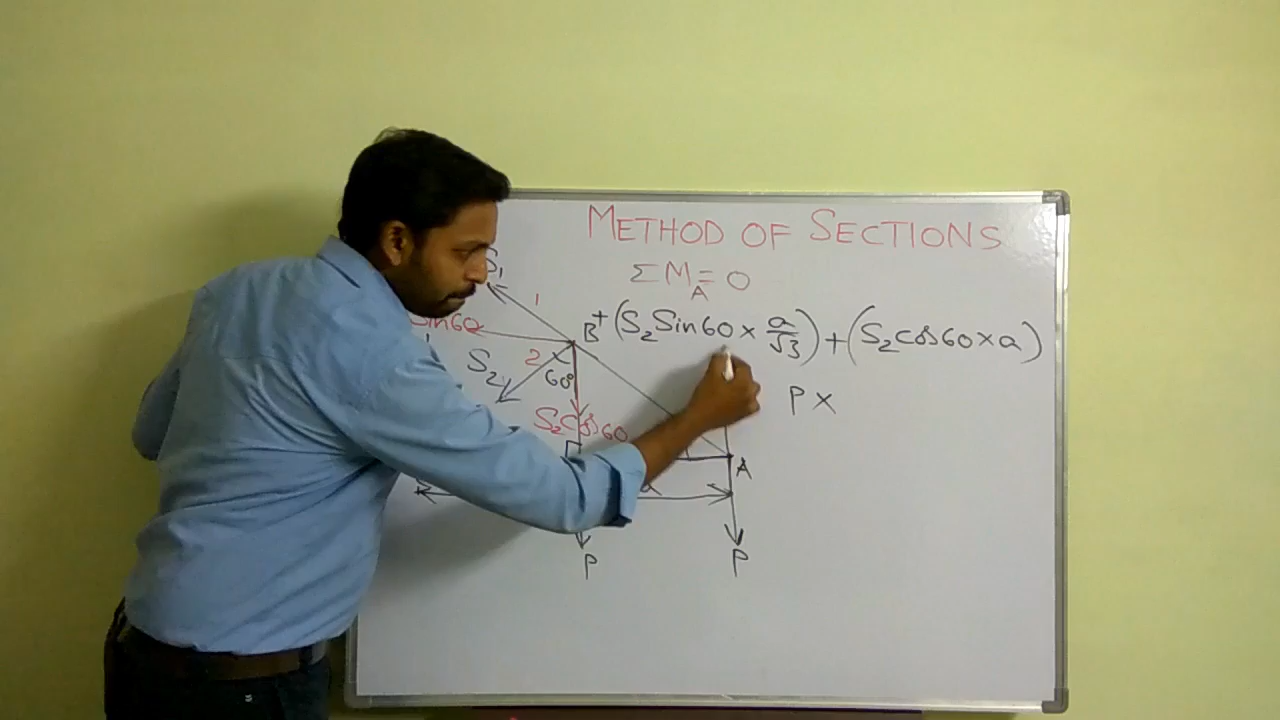 METHOD OF SECTIONS
ΣM_A = 0
+ (S₂ Sin60 × a/√3) + (S₂ cos60 × a)
P ×
S₁
1
Sin60
B
S₂
2
60°
S₂ cos60
A
P
P